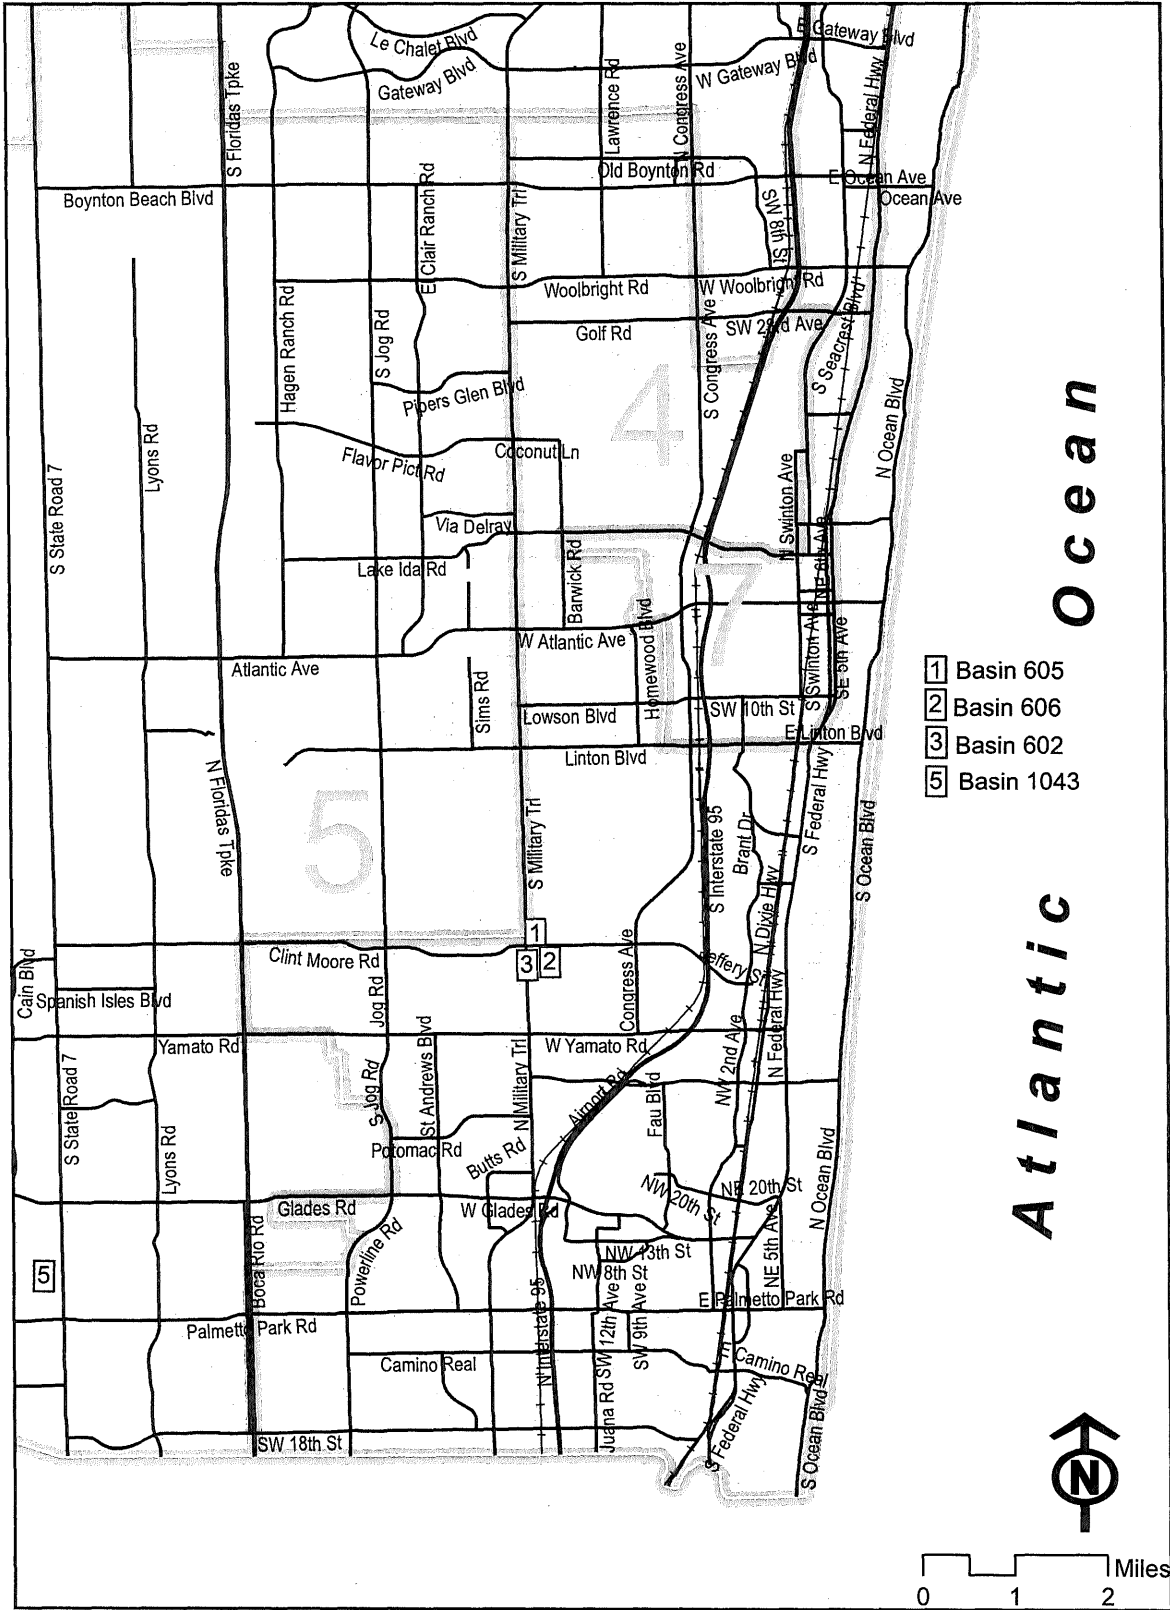 Le Chalet Blvd
Gateway Blvd
E Gateway Blvd
W Gateway Blvd
S Floridas Tpke
Lawrence Rd
N Congress Ave
N Federal Hwy
Old Boynton Rd
E Ocean Ave
Ocean Ave
Boynton Beach Blvd
El Clair Ranch Rd
S Military Trl
SW 8th St
Woolbright Rd
W Woolbright Rd
Golf Rd
SW 23rd Ave
S Seacrest Blvd
Hagen Ranch Rd
S Jog Rd
S Congress Ave
Pipers Glen Blvd
4
N Ocean Blvd
Lyons Rd
Flavor Pict Rd
Coconut Ln
S State Road 7
N Swinton Ave
Via Delray
Lake Ida Rd
Barwick Rd
NE 6th Ave
7
Homewood Blvd
W Atlantic Ave
Atlantic Ave
S Swinton Ave
SE 5th Ave
Sims Rd
Lowson Blvd
SW 10th St
E Linton Blvd
Linton Blvd
Atlantic Ocean
1 Basin 605
2 Basin 606
3 Basin 602
5 Basin 1043
N Floridas Tpke
5
S Military Trl
S Interstate 95
Brant Dr
S Federal Hwy
S Ocean Blvd
N Dixie Hwy
1
3
2
Clint Moore Rd
Jeffery St
Cain Blvd
Spanish Isles Blvd
Jog Rd
Congress Ave
N Federal Hwy
Yamato Rd
W Yamato Rd
St Andrews Blvd
N Military Trl
NW 2nd Ave
S State Road 7
S Jog Rd
Airport Rd
Fau Blvd
Lyons Rd
Potomac Rd
Butts Rd
N Ocean Blvd
NW 20th St
NE 20th St
Glades Rd
W Glades Rd
Boca Rio Rd
Powerline Rd
NW 13th St
NE 5th Ave
5
NW 8th St
N Interstate 95
SW 12th Ave
SW 9th Ave
E Palmetto Park Rd
Palmetto Park Rd
Camino Real
Camino Real
Juana Rd
S Federal Hwy
S Ocean Blvd
SW 18th St
N
Miles
0 1 2